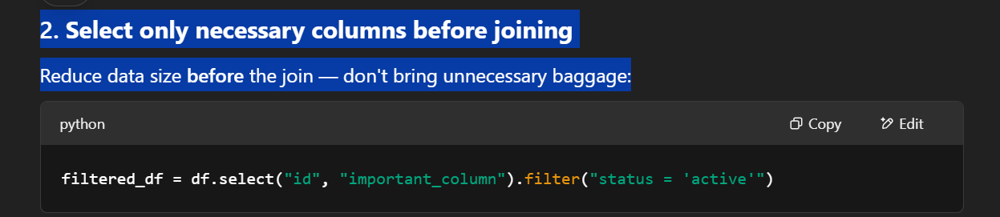 2. Select only necessary columns before joining
Reduce data size before the join — don't bring unnecessary baggage:
python Copy Edit
filtered_df = df.select("id", "important_column").filter("status = 'active'")